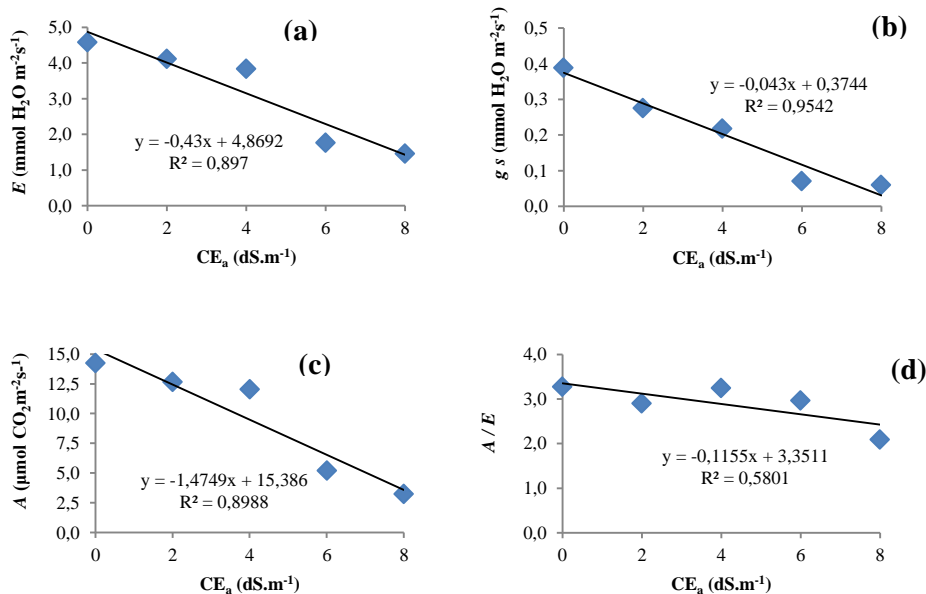 (a)
E (mmol H₂O m⁻²s⁻¹)
5,0
4,0
3,0
2,0
1,0
0,0
y = -0,43x + 4,8692
R² = 0,897
0 2 4 6 8
CEₐ (dS.m⁻¹)
(b)
g s (mmol H₂O m⁻²s⁻¹)
0,5
0,4
0,3
0,2
0,1
0,0
y = -0,043x + 0,3744
R² = 0,9542
0 2 4 6 8
CEₐ (dS.m⁻¹)
(c)
A (μmol CO₂m⁻²s-¹)
15,0
12,5
10,0
7,5
5,0
2,5
0,0
y = -1,4749x + 15,386
R² = 0,8988
0 2 4 6 8
CEₐ (dS.m⁻¹)
(d)
A / E
4,0
3,0
2,0
1,0
0,0
y = -0,1155x + 3,3511
R² = 0,5801
0 2 4 6 8
CEₐ (dS.m⁻¹)